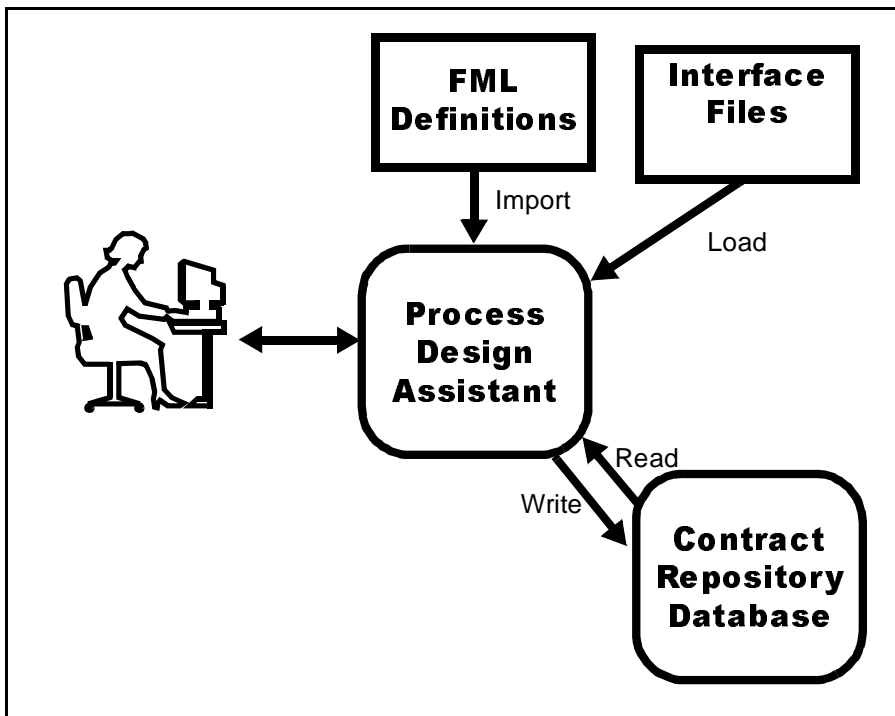 FML
Definitions
Interface
Files
Import
Load
Process
Design
Assistant
Read
Write
Contract
Repository
Database